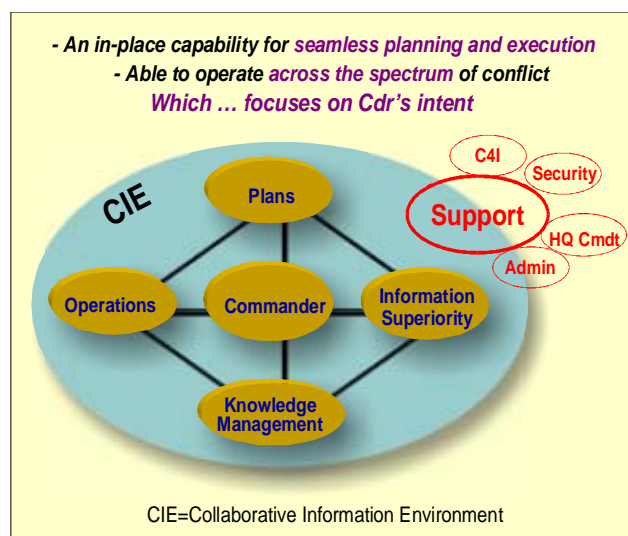 - An in-place capability for seamless planning and execution
- Able to operate across the spectrum of conflict
Which ... focuses on Cdr's intent
C4I
Security
CIE
Plans
Support
HQ Cmdt
Admin
Operations
Commander
Information
Superiority
Knowledge
Management
CIE=Collaborative Information Environment